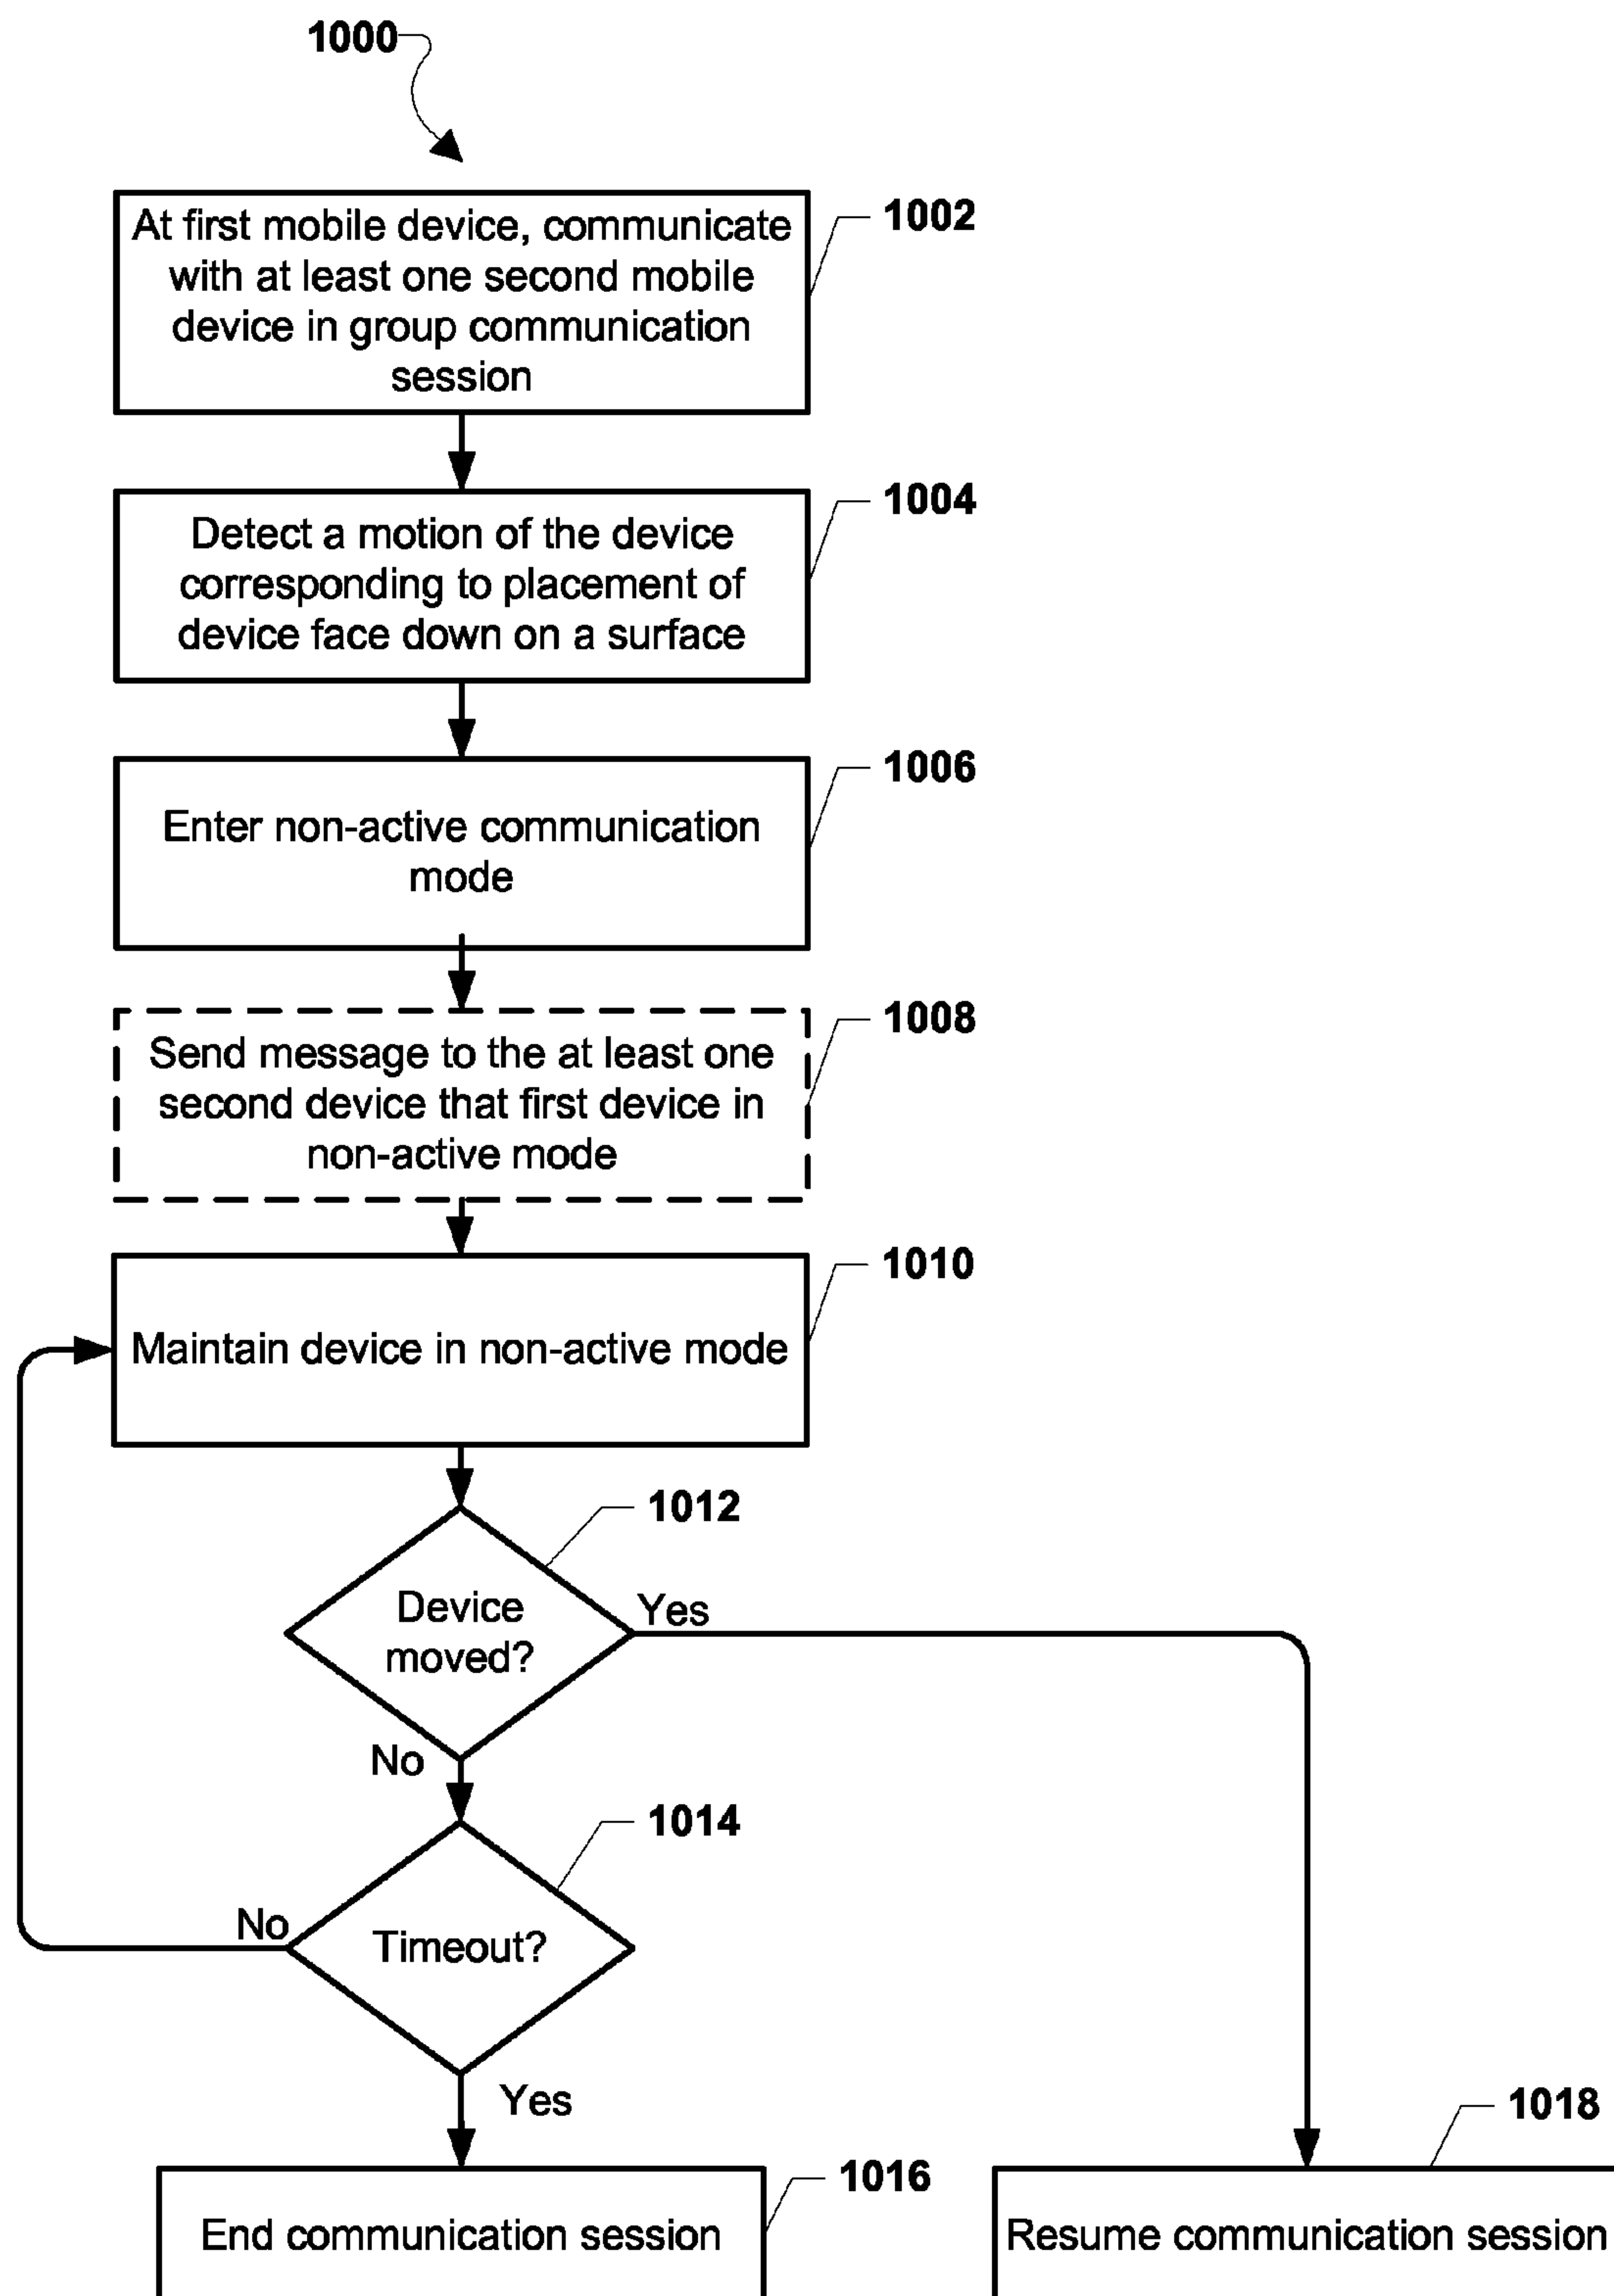 1000
At first mobile device, communicate
with at least one second mobile
device in group communication
session
1002
Detect a motion of the device
corresponding to placement of
device face down on a surface
1004
Enter non-active communication
mode
1006
Send message to the at least one
second device that first device in
non-active mode
1008
Maintain device in non-active mode
1010
Device
moved?
1012
Yes
No
Timeout?
1014
No
Yes
End communication session
1016
Resume communication session
1018